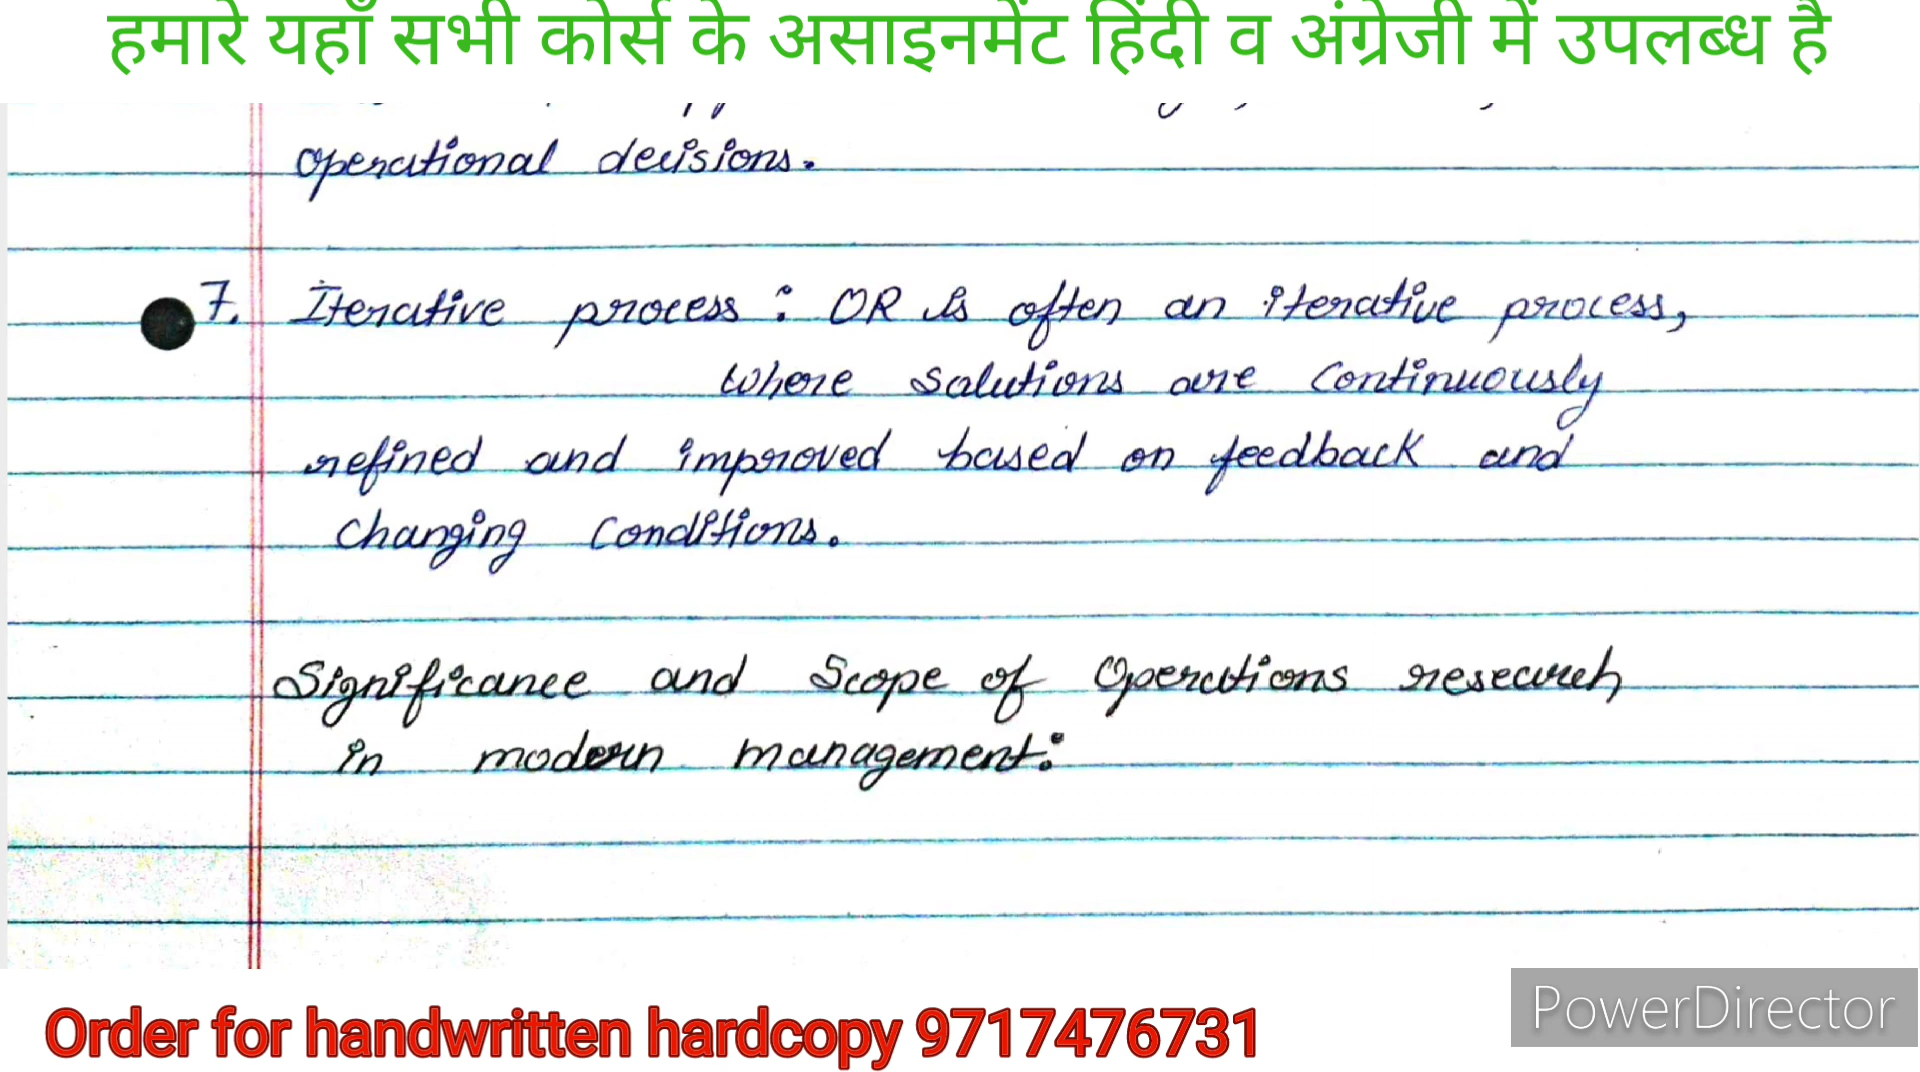 हमारे यहाँ सभी कोर्स के असाइनमेंट हिंदी व अंग्रेजी में उपलब्ध है
operational decisions.
7. Iterative process : OR is often an iterative process,
where solutions are continuously
refined and improved based on feedback and
changing conditions.
Significance and Scope of Operations research
in modern management:
Order for handwritten hardcopy 9717476731
PowerDirector